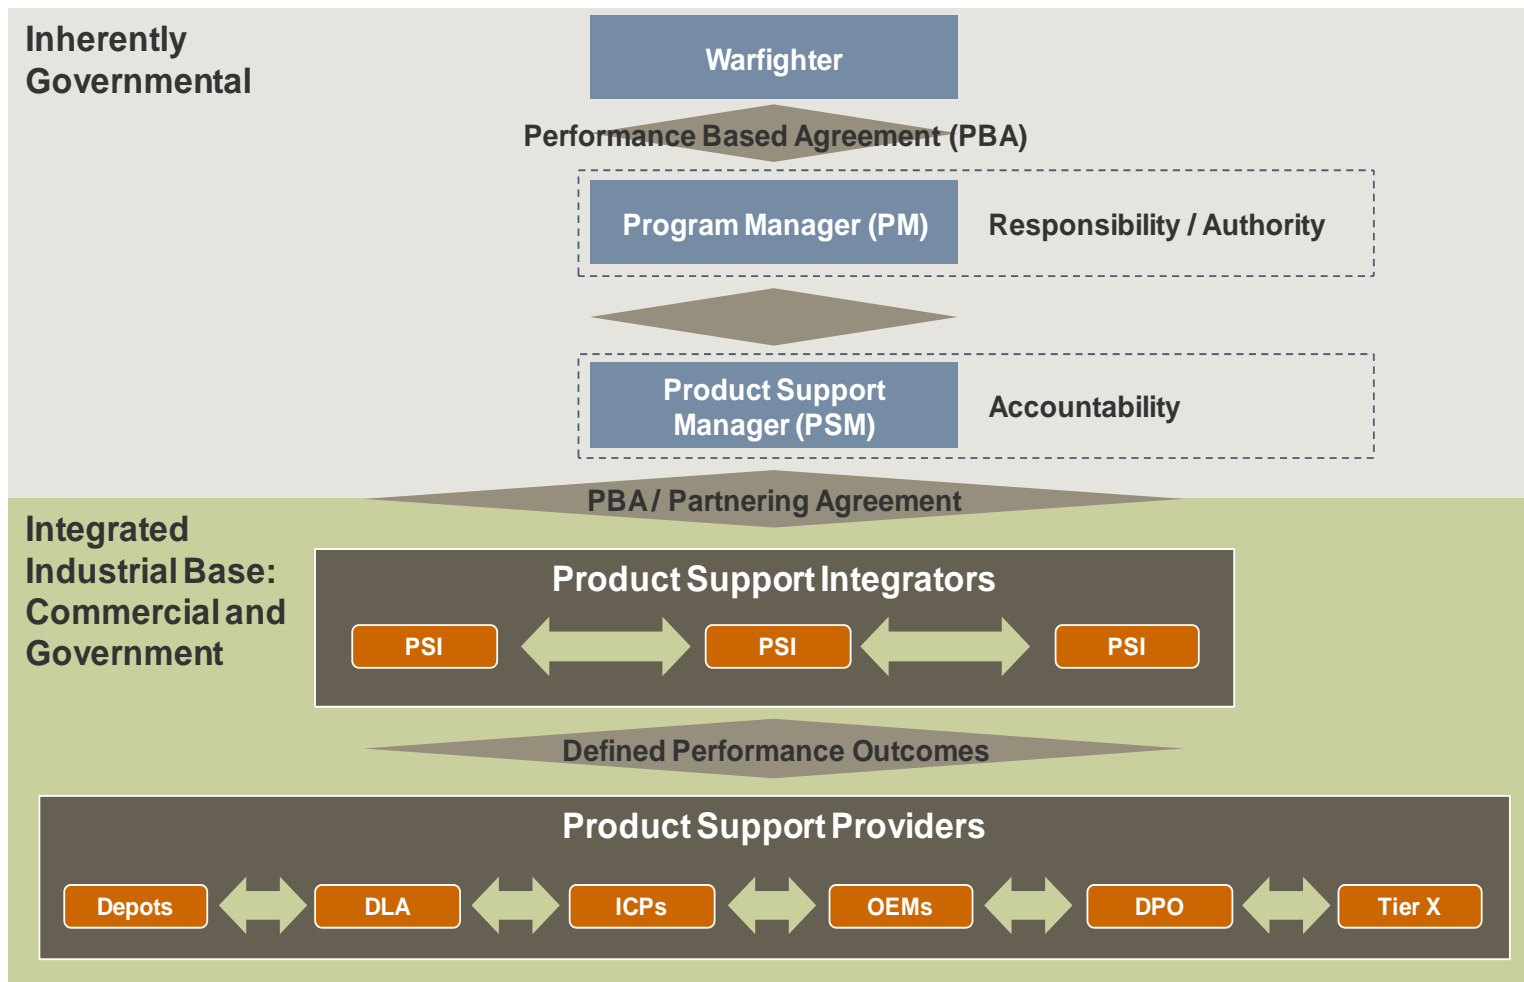 Inherently
Governmental
Warfighter
Performance Based Agreement (PBA)
Program Manager (PM)
Responsibility / Authority
Product Support
Manager (PSM)
Accountability
PBA / Partnering Agreement
Integrated
Industrial Base:
Commercial and
Government
Product Support Integrators
PSI
PSI
PSI
Defined Performance Outcomes
Product Support Providers
Depots
DLA
ICPs
OEMs
DPO
Tier X